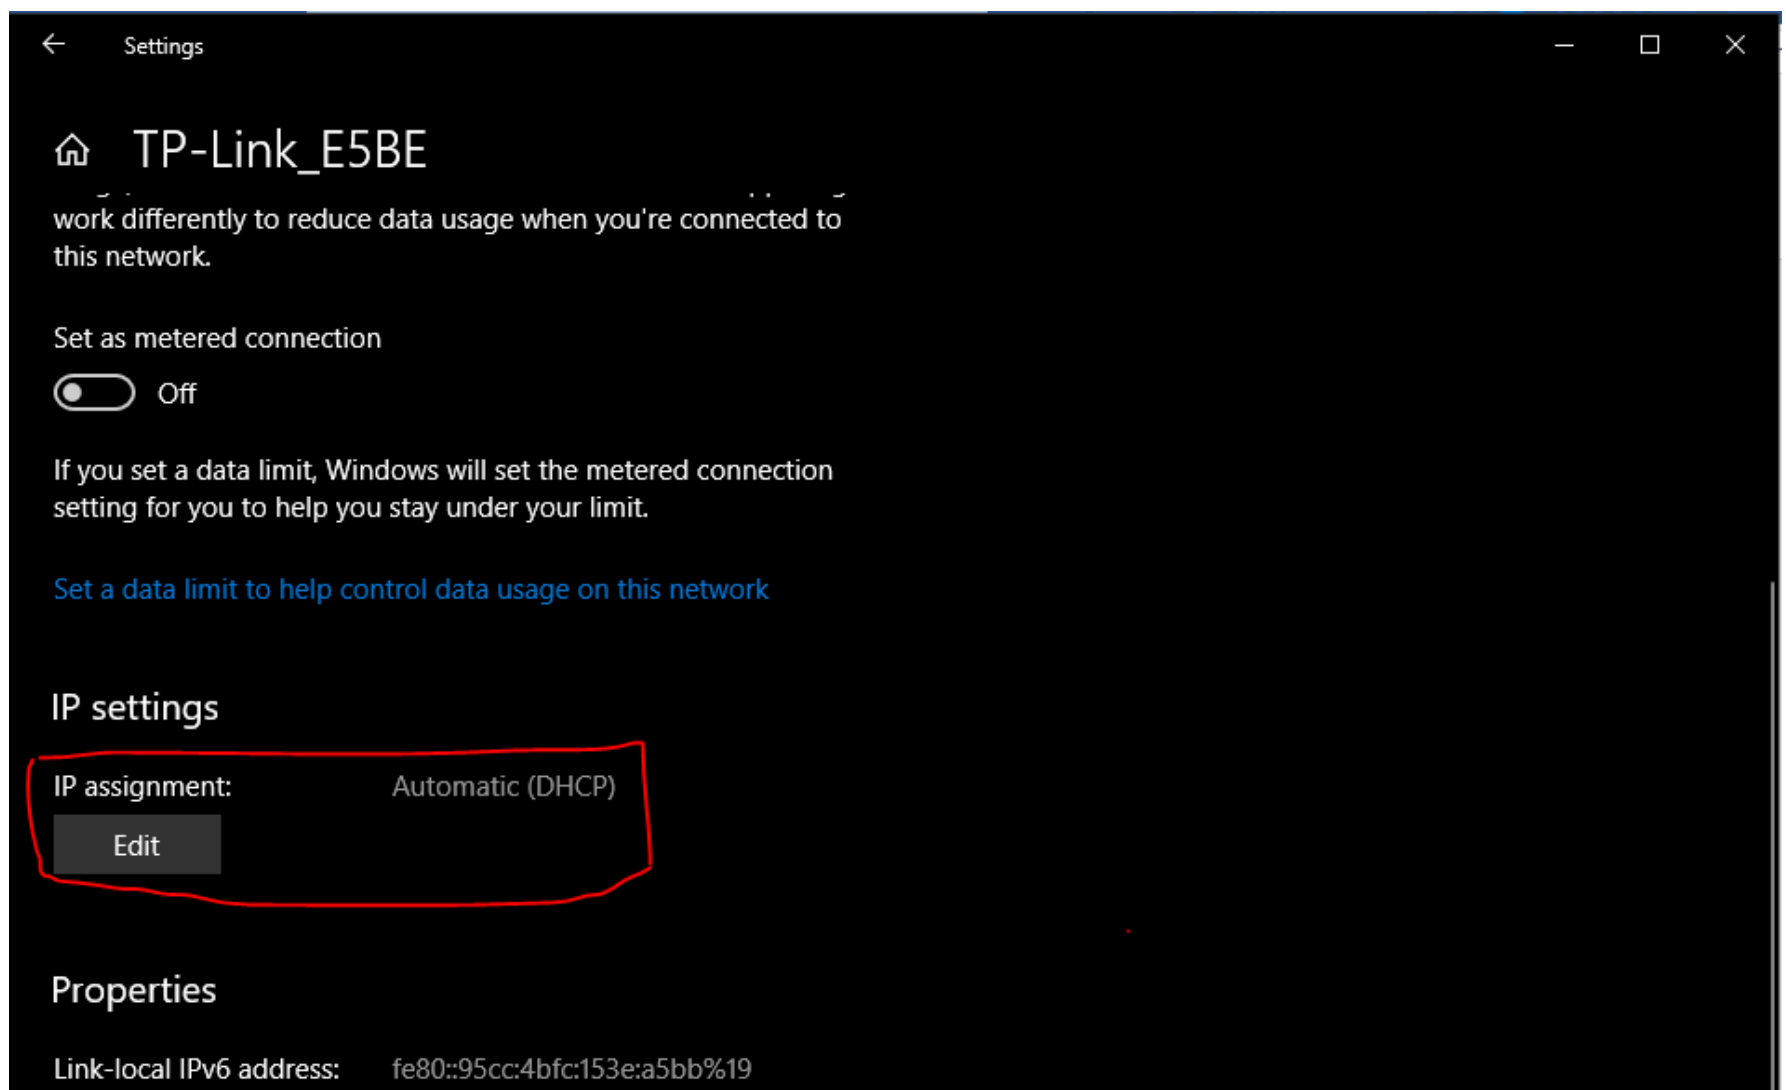 Settings
TP-Link_E5BE
work differently to reduce data usage when you're connected to
this network.
Set as metered connection
Off
If you set a data limit, Windows will set the metered connection
setting for you to help you stay under your limit.
Set a data limit to help control data usage on this network
IP settings
IP assignment: Automatic (DHCP)
Edit
Properties
Link-local IPv6 address: fe80::95cc:4bfc:153e:a5bb%19